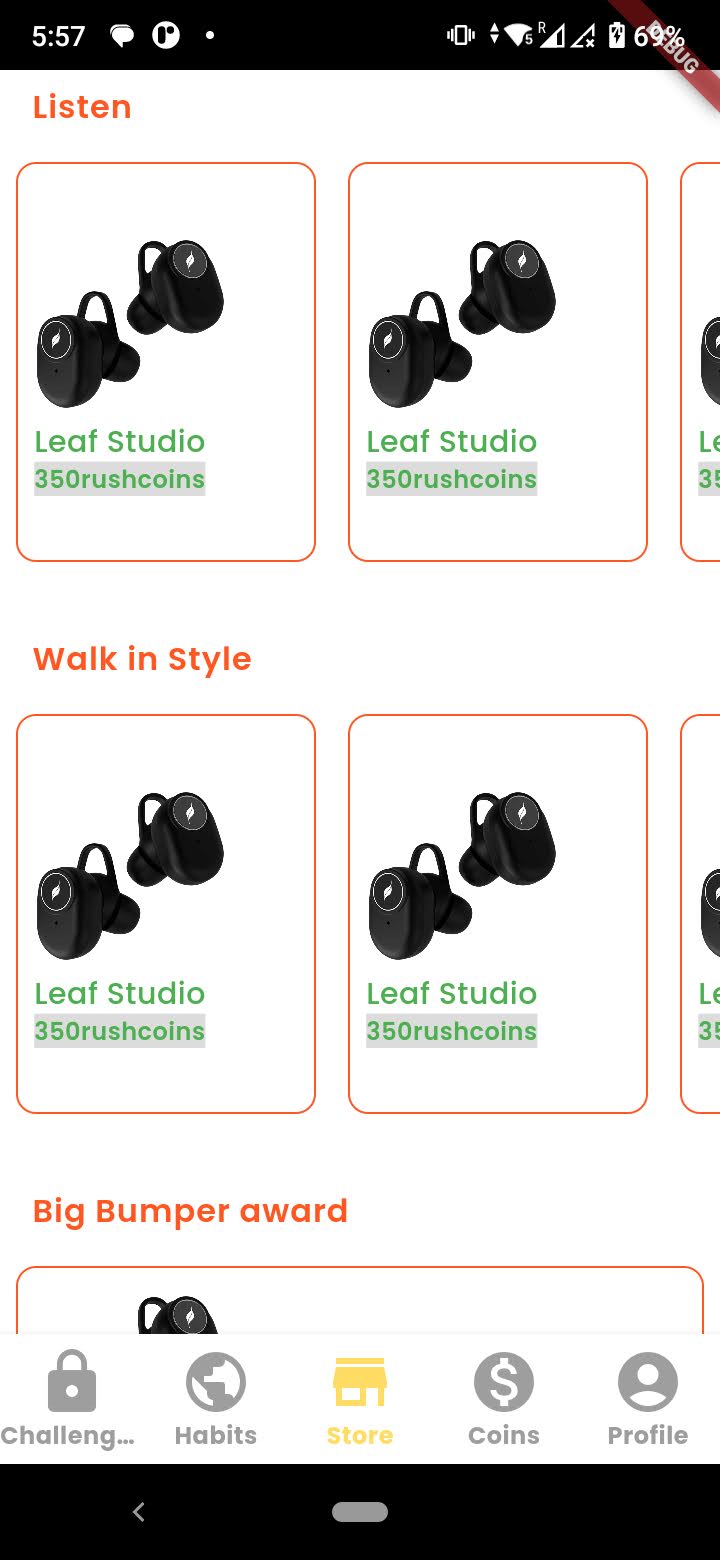 5:57
R
5
69%
DEBUG
Listen
Leaf Studio
Leaf Studio
Le
350rushcoins
350rushcoins
35
Walk in Style
Leaf Studio
Leaf Studio
Le
350rushcoins
350rushcoins
35
Big Bumper award
Challeng...
Habits
Store
Coins
Profile